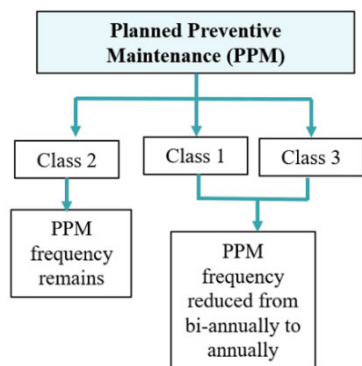 Planned Preventive
Maintenance (PPM)
Class 2
Class 1
Class 3
PPM
frequency
remains
PPM
frequency
reduced from
bi-annually to
annually